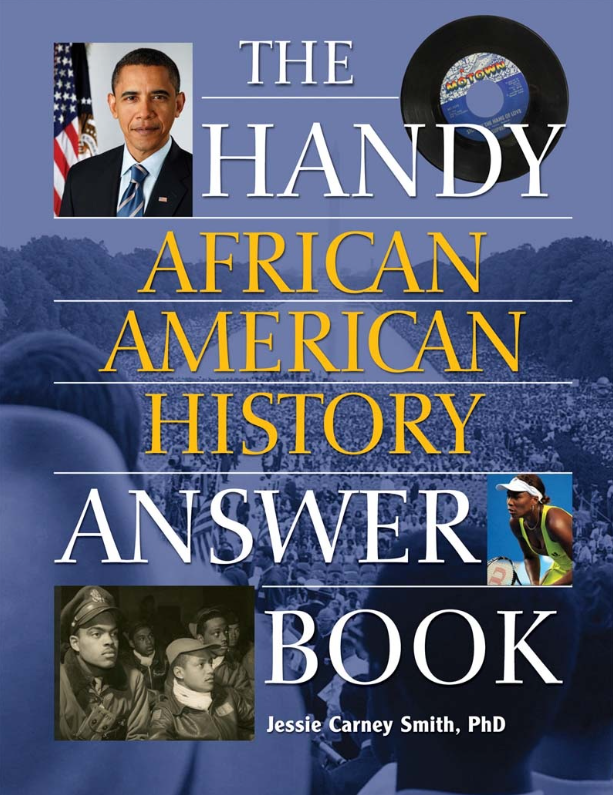 THE
HANDY
MOTOWN
AFRICAN
AMERICAN
HISTORY
ANSWER
BOOK
Jessie Carney Smith, PhD